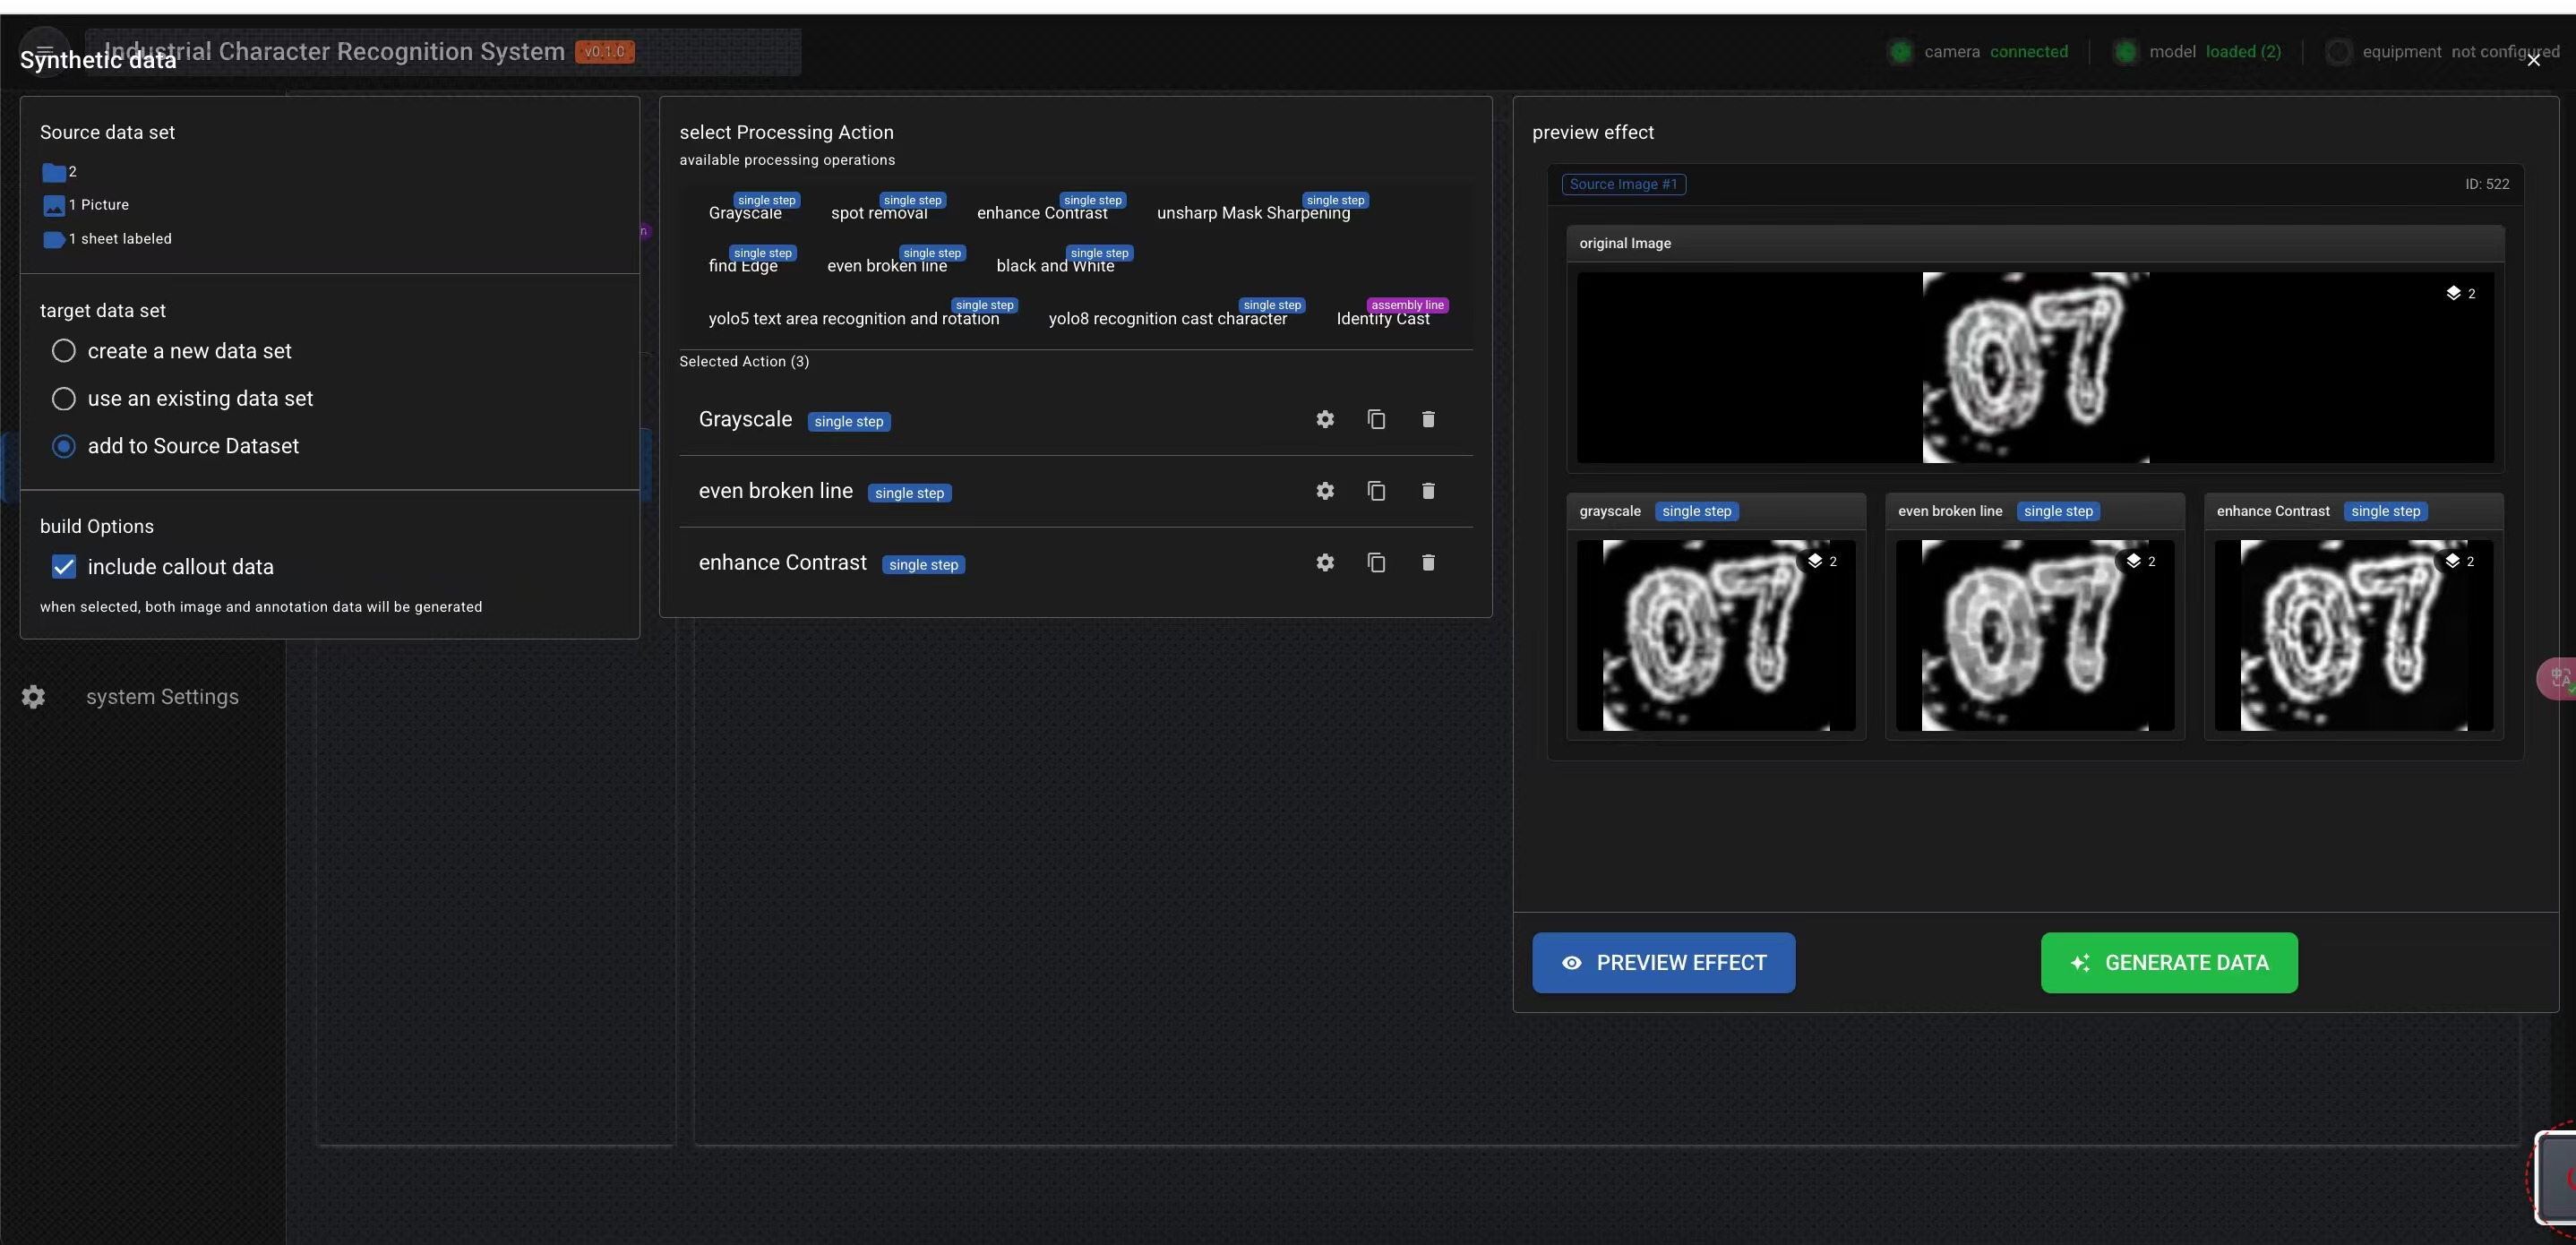 Industrial Character Recognition System v0.1.0
Synthetic data
camera connected
model loaded (2)
equipment not configured
Source data set
2
1 Picture
1 sheet labeled
target data set
create a new data set
use an existing data set
add to Source Dataset
build Options
include callout data
when selected, both image and annotation data will be generated
system Settings
select Processing Action
available processing operations
Grayscale single step
spot removal single step
enhance Contrast single step
unsharp Mask Sharpening single step
find Edge single step
even broken line single step
black and White single step
yolo5 text area recognition and rotation single step
yolo8 recognition cast character single step
Identify Cast assembly line
Selected Action (3)
Grayscale single step
even broken line single step
enhance Contrast single step
preview effect
Source Image #1
ID: 522
original Image
2
07
grayscale single step
2
07
even broken line single step
2
07
enhance Contrast single step
2
07
PREVIEW EFFECT
GENERATE DATA